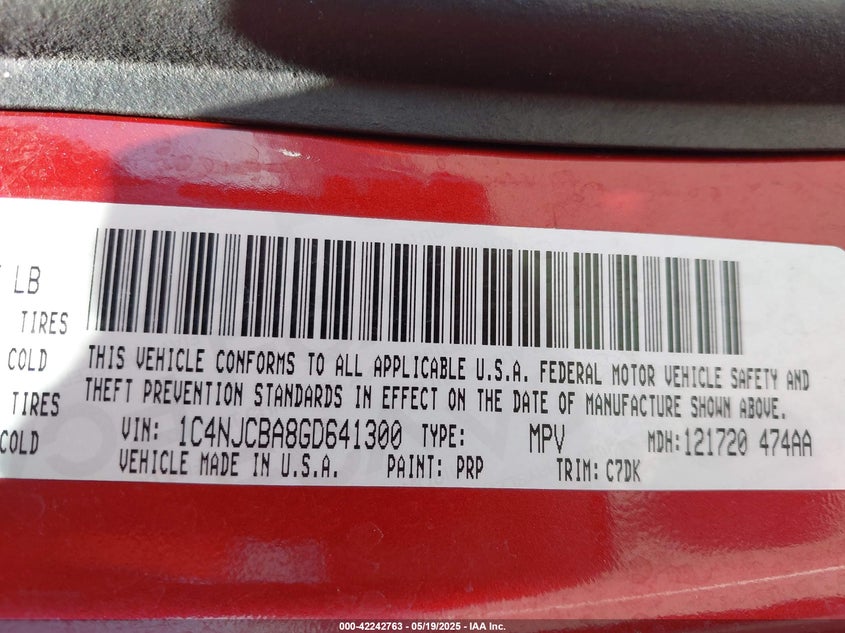 LB
TIRES
COLD
TIRES
COLD
THIS VEHICLE CONFORMS TO ALL APPLICABLE U.S.A. FEDERAL MOTOR VEHICLE SAFETY AND
THEFT PREVENTION STANDARDS IN EFFECT ON THE DATE OF MANUFACTURE SHOWN ABOVE.
VIN: 1C4NJCBA8GD641300 TYPE: MPV MDH:121720 474AA
VEHICLE MADE IN U.S.A. PAINT: PRP TRIM: C7DK
000-42242763 - 05/19/2025 - IAA Inc.